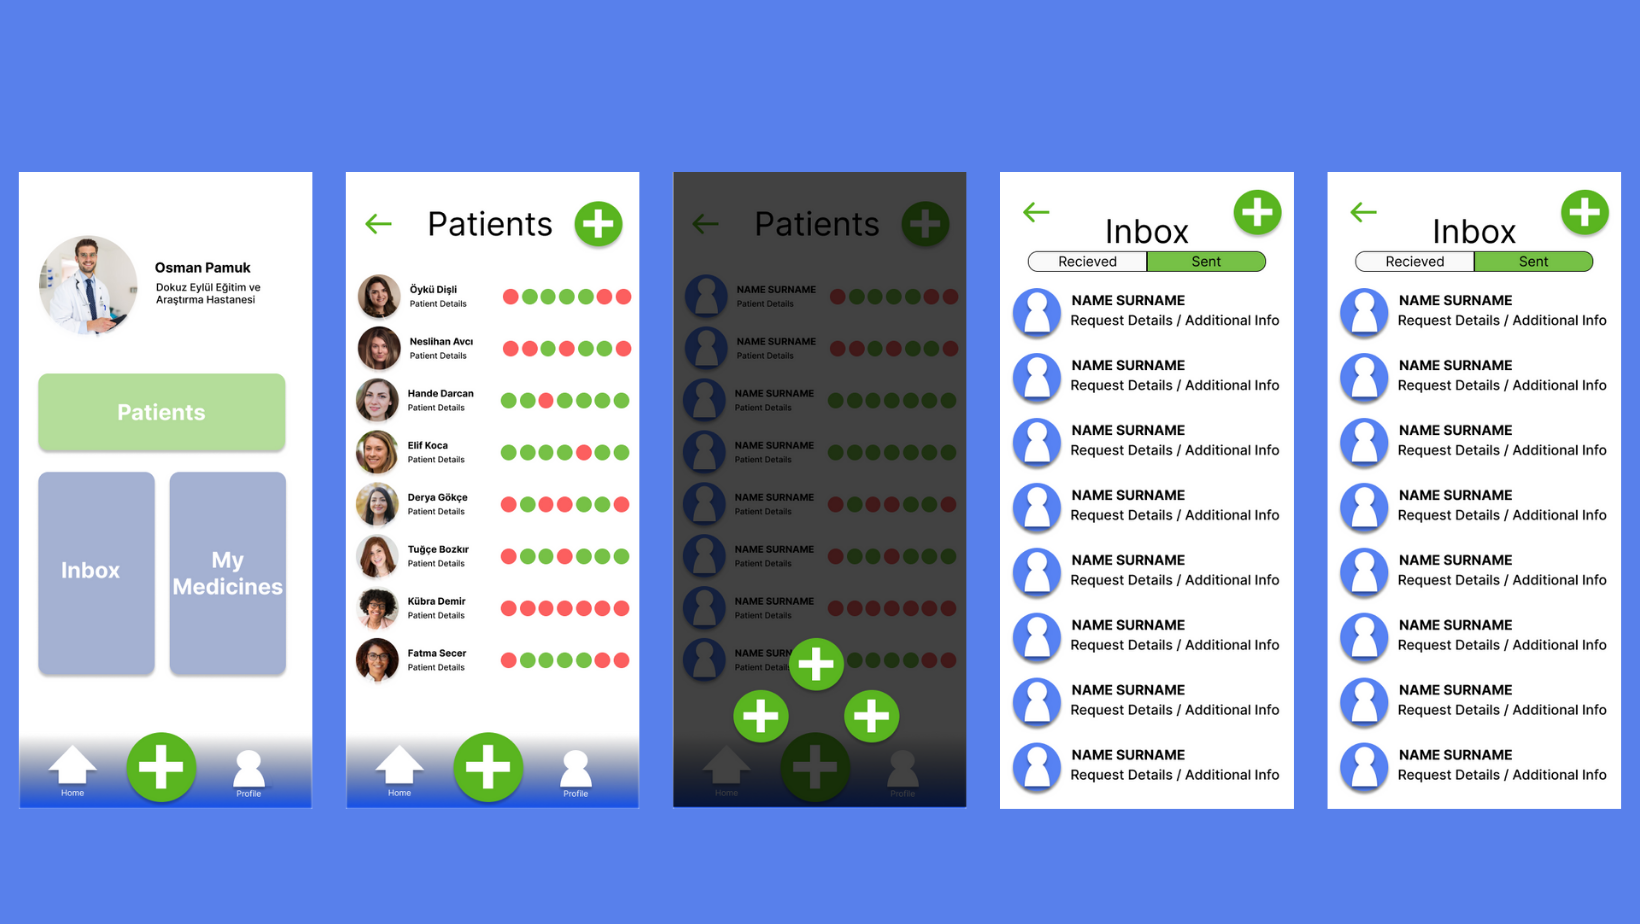 Osman Pamuk
Dokuz Eylül Eğitim ve
Araştırma Hastanesi
Patients
Inbox
My
Medicines
Home
Profile
Patients
Öykü Dişli
Patient Details
Neslihan Avcı
Patient Details
Hande Darcan
Patient Details
Elif Koca
Patient Details
Derya Gökçe
Patient Details
Tuğçe Bozkır
Patient Details
Kübra Demir
Patient Details
Fatma Secer
Patient Details
Home
Profile
Patients
NAME SURNAME
Patient Details
NAME SURNAME
Patient Details
NAME SURNAME
Patient Details
NAME SURNAME
Patient Details
NAME SURNAME
Patient Details
NAME SURNAME
Patient Details
NAME SURNAME
Patient Details
NAME SURN
Patient Detail
Home
Profile
Inbox
Recieved Sent
NAME SURNAME
Request Details / Additional Info
NAME SURNAME
Request Details / Additional Info
NAME SURNAME
Request Details / Additional Info
NAME SURNAME
Request Details / Additional Info
NAME SURNAME
Request Details / Additional Info
NAME SURNAME
Request Details / Additional Info
NAME SURNAME
Request Details / Additional Info
NAME SURNAME
Request Details / Additional Info
Inbox
Recieved Sent
NAME SURNAME
Request Details / Additional Info
NAME SURNAME
Request Details / Additional Info
NAME SURNAME
Request Details / Additional Info
NAME SURNAME
Request Details / Additional Info
NAME SURNAME
Request Details / Additional Info
NAME SURNAME
Request Details / Additional Info
NAME SURNAME
Request Details / Additional Info
NAME SURNAME
Request Details / Additional Info